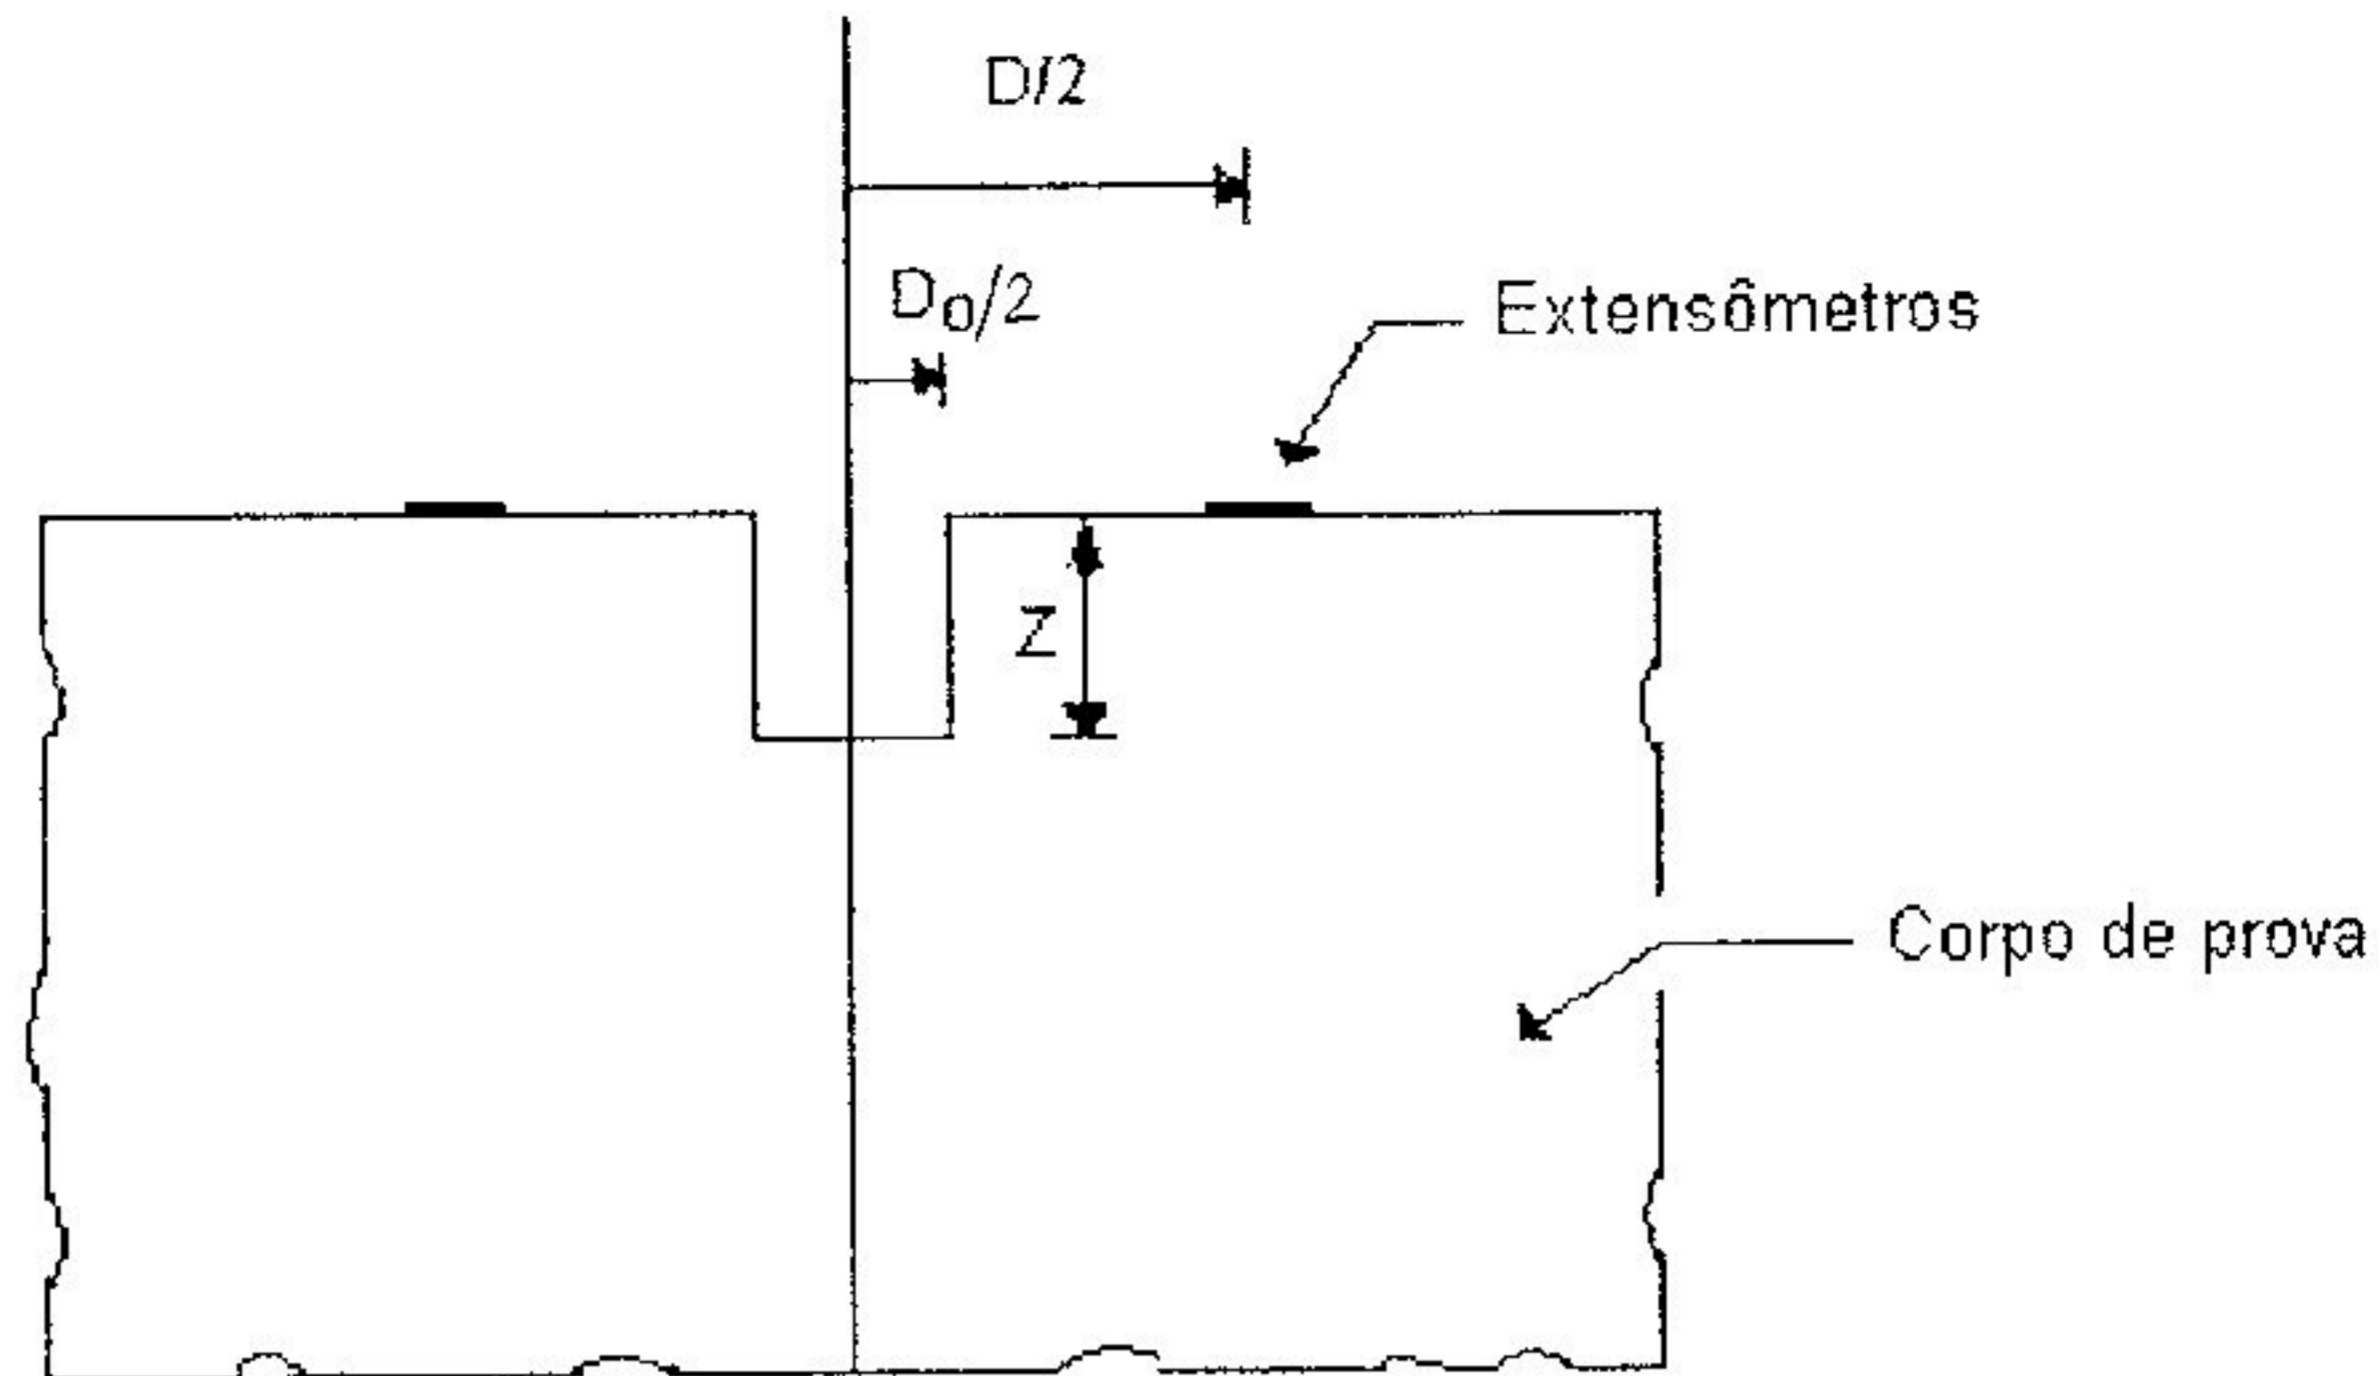 D/2
D₀/2
Extensômetros
Z
Corpo de prova